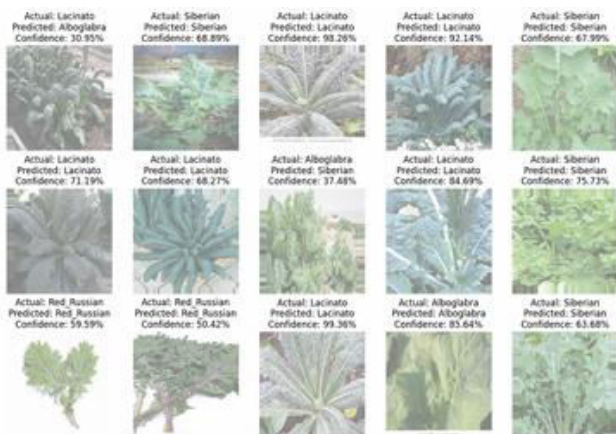 Actual: Lacinato
Predicted: Alboglabra
Confidence: 30.95%
Actual: Siberian
Predicted: Siberian
Confidence: 68.89%
Actual: Lacinato
Predicted: Lacinato
Confidence: 98.26%
Actual: Lacinato
Predicted: Lacinato
Confidence: 92.14%
Actual: Siberian
Predicted: Siberian
Confidence: 67.99%
Actual: Lacinato
Predicted: Lacinato
Confidence: 71.19%
Actual: Lacinato
Predicted: Lacinato
Confidence: 68.27%
Actual: Alboglabra
Predicted: Siberian
Confidence: 37.48%
Actual: Lacinato
Predicted: Lacinato
Confidence: 84.69%
Actual: Siberian
Predicted: Siberian
Confidence: 75.73%
Actual: Red_Russian
Predicted: Red_Russian
Confidence: 59.59%
Actual: Red_Russian
Predicted: Red_Russian
Confidence: 50.42%
Actual: Lacinato
Predicted: Lacinato
Confidence: 99.36%
Actual: Alboglabra
Predicted: Alboglabra
Confidence: 85.64%
Actual: Siberian
Predicted: Siberian
Confidence: 63.68%